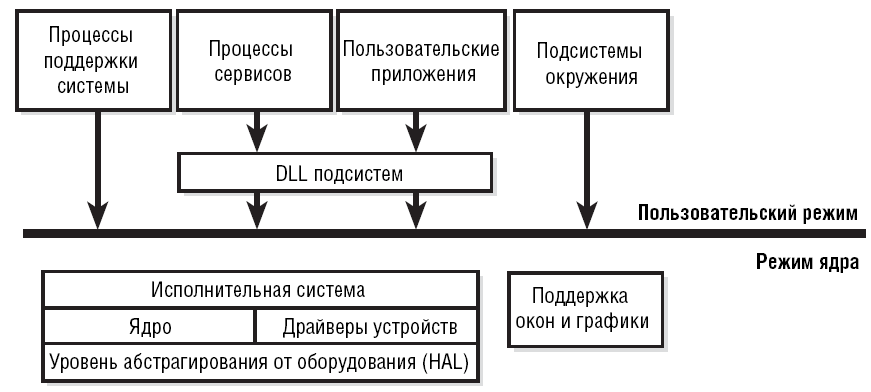 Процессы
поддержки
системы
Процессы
сервисов
Пользовательские
приложения
Подсистемы
окружения
DLL подсистем
Пользовательский режим
Режим ядра
Исполнительная система
Ядро
Драйверы устройств
Уровень абстрагирования от оборудования (HAL)
Поддержка
окон и графики